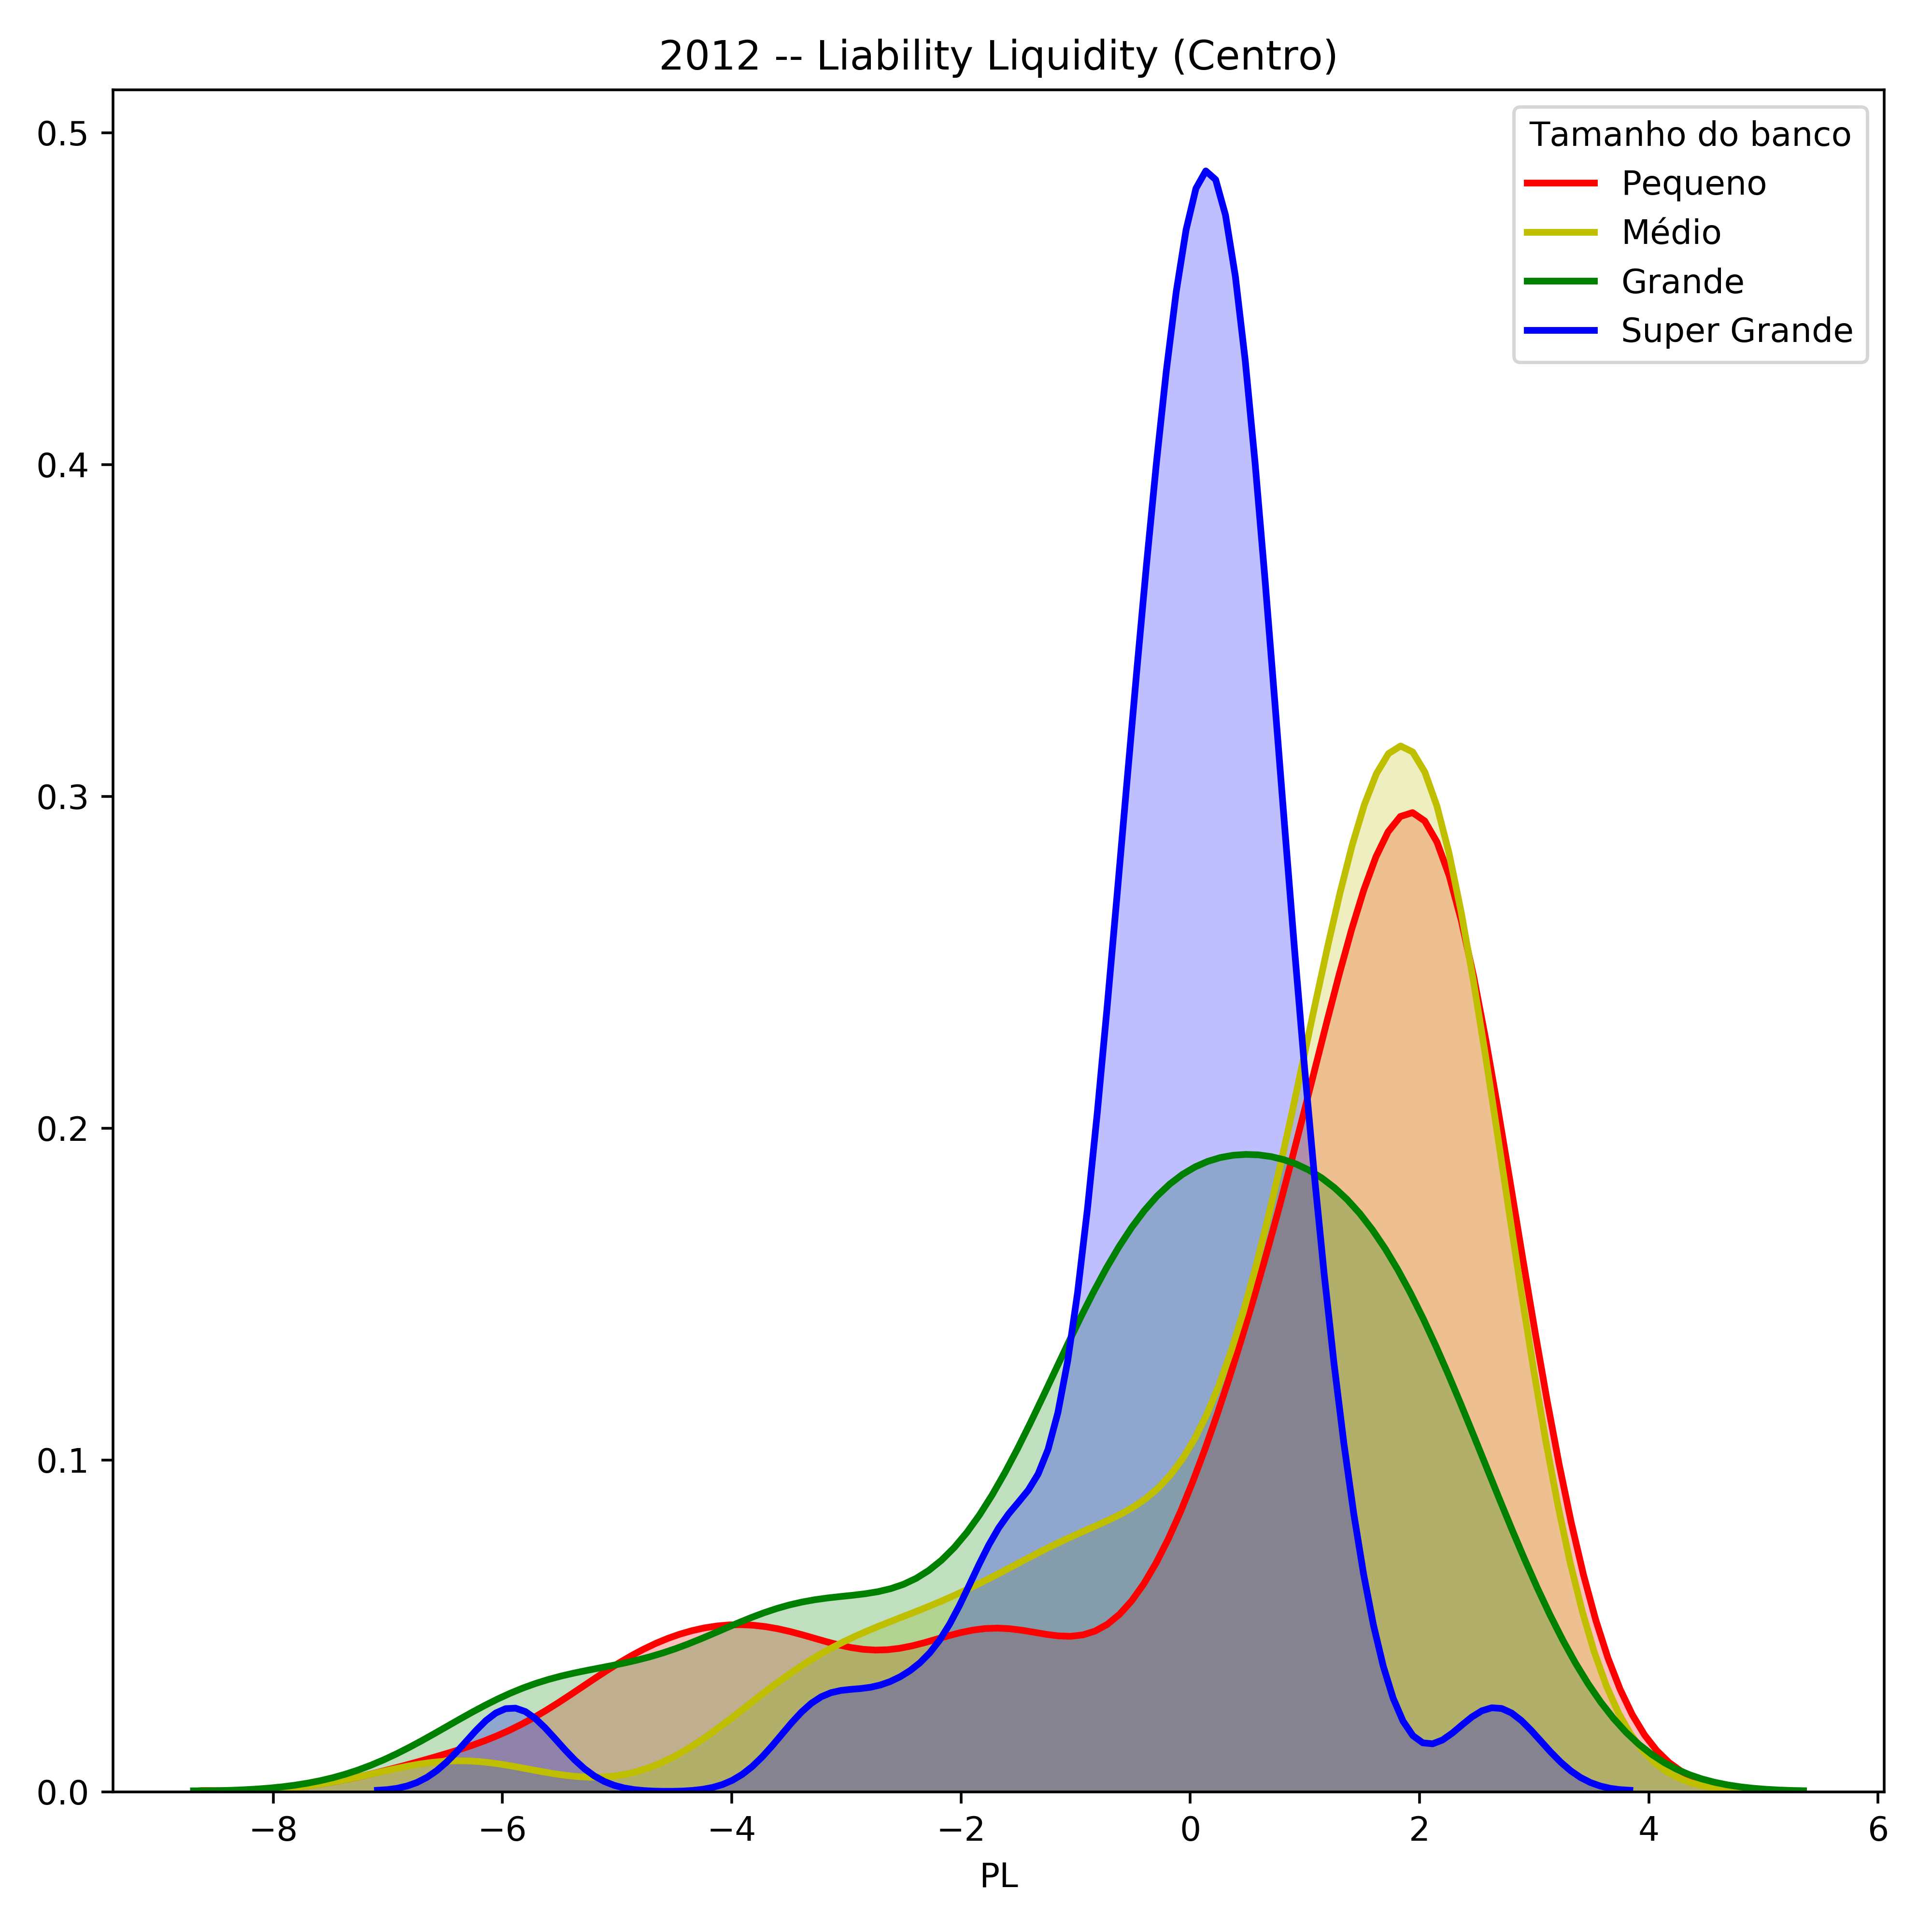 2012 -- Liability Liquidity (Centro)
Tamanho do banco
Pequeno
Médio
Grande
Super Grande
0.5
0.4
0.3
0.2
0.1
0.0
−8 −6 −4 −2 0 2 4 6
PL